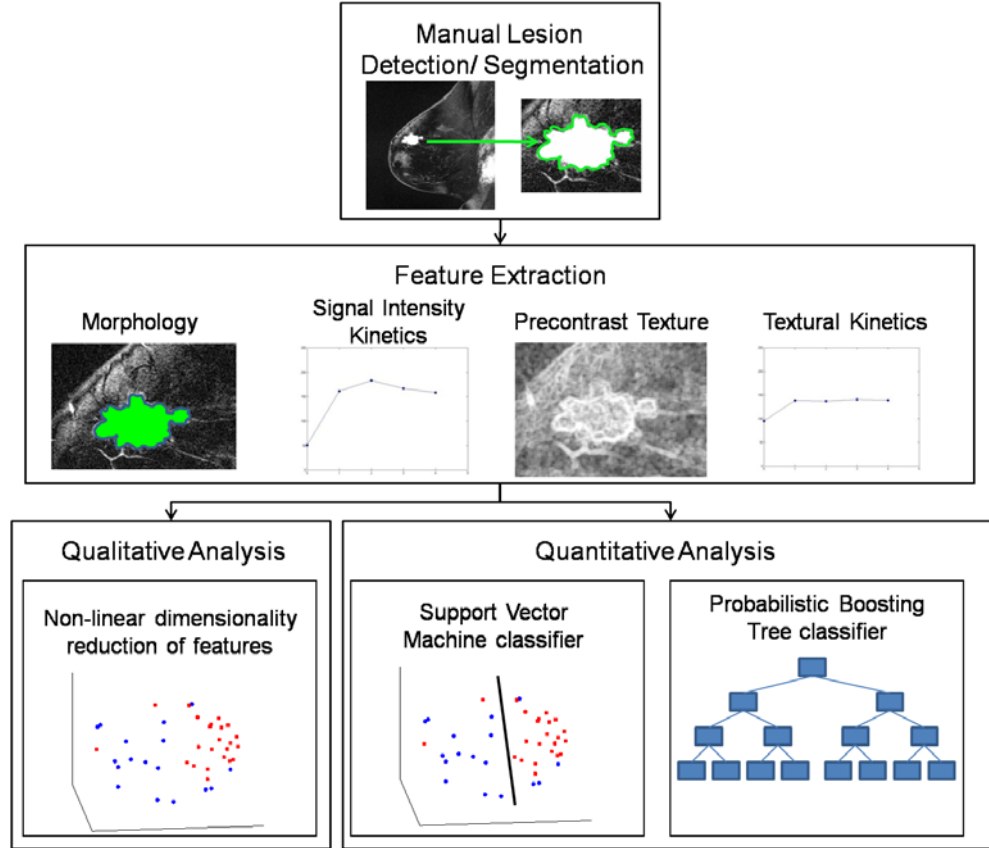 Manual Lesion
Detection/ Segmentation
Feature Extraction
Morphology
Signal Intensity
Kinetics
Precontrast Texture
Textural Kinetics
Qualitative Analysis
Non-linear dimensionality
reduction of features
Quantitative Analysis
Support Vector
Machine classifier
Probabilistic Boosting
Tree classifier